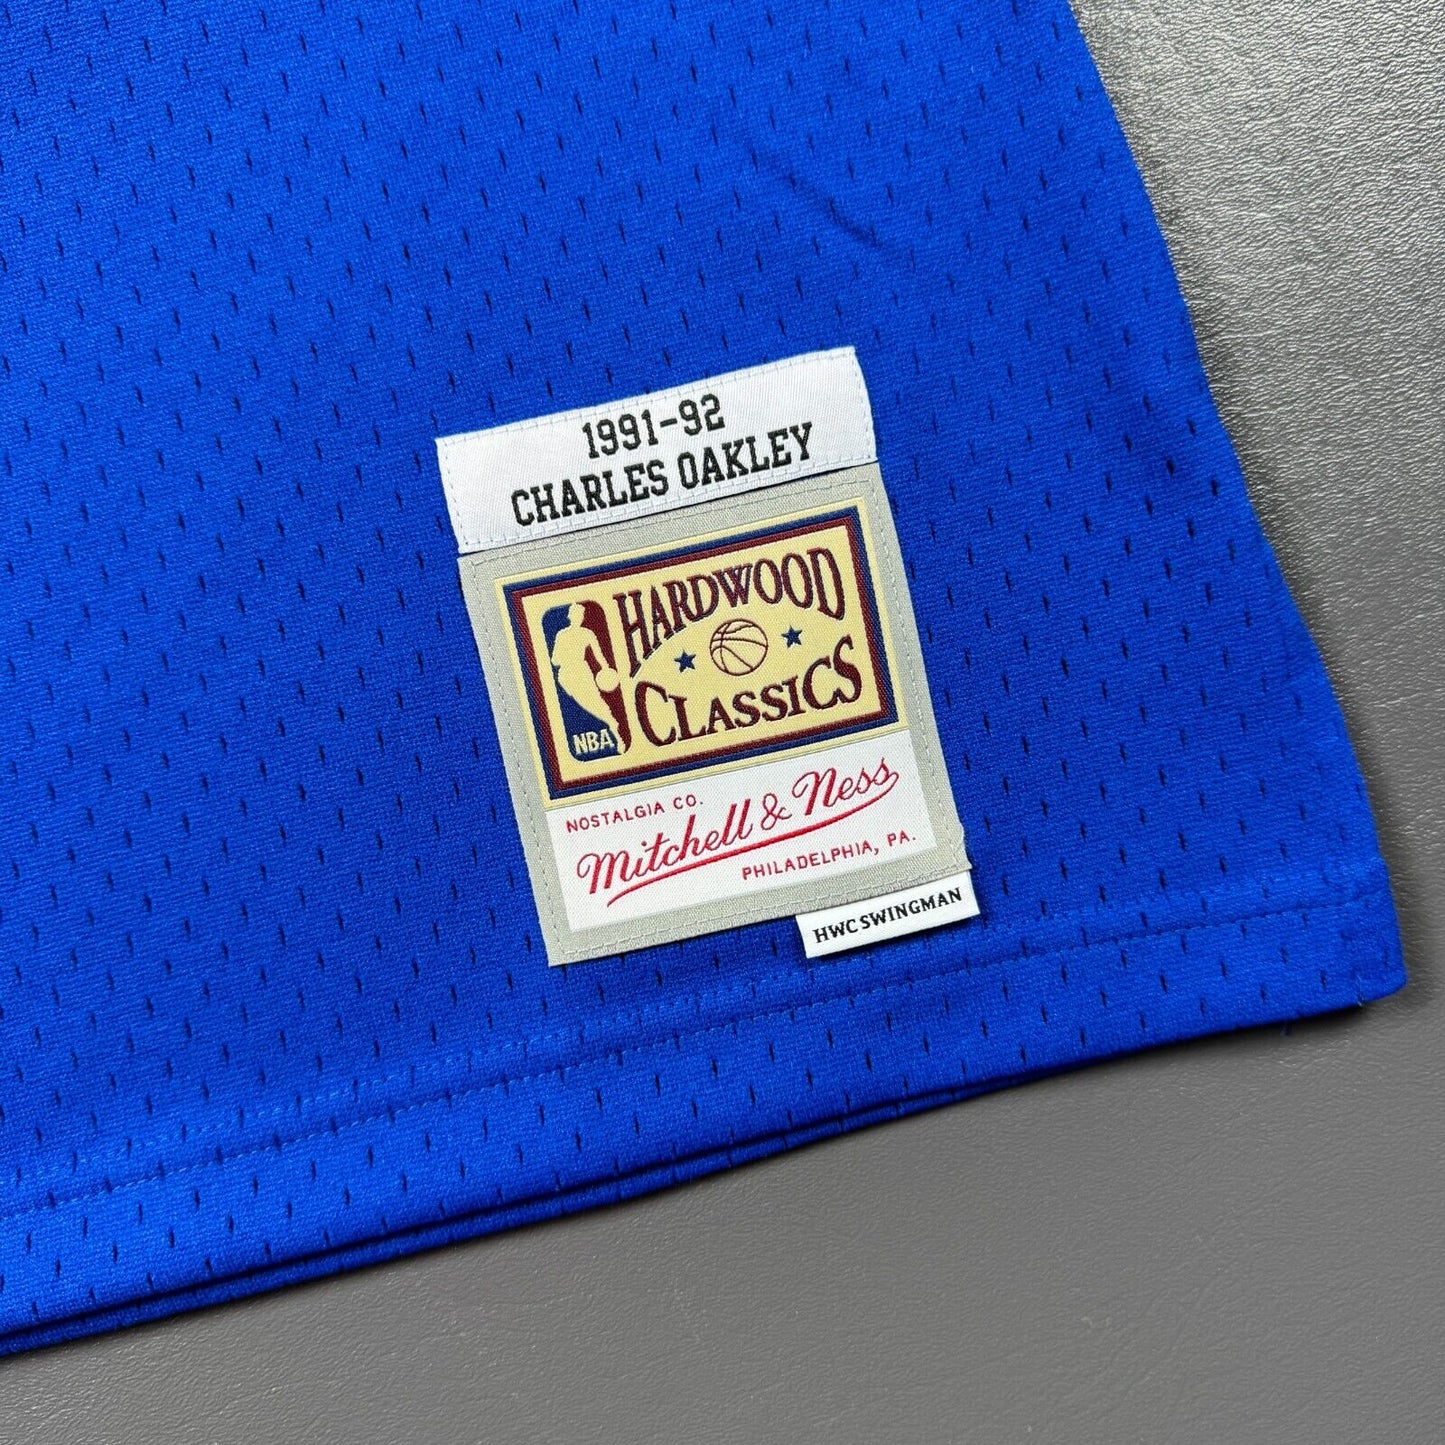 1991-92
CHARLES OAKLEY
HARDWOOD
CLASSICS
NBA
NOSTALGIA CO.
Mitchell & Ness
PHILADELPHIA, PA.
HWC SWINGMAN